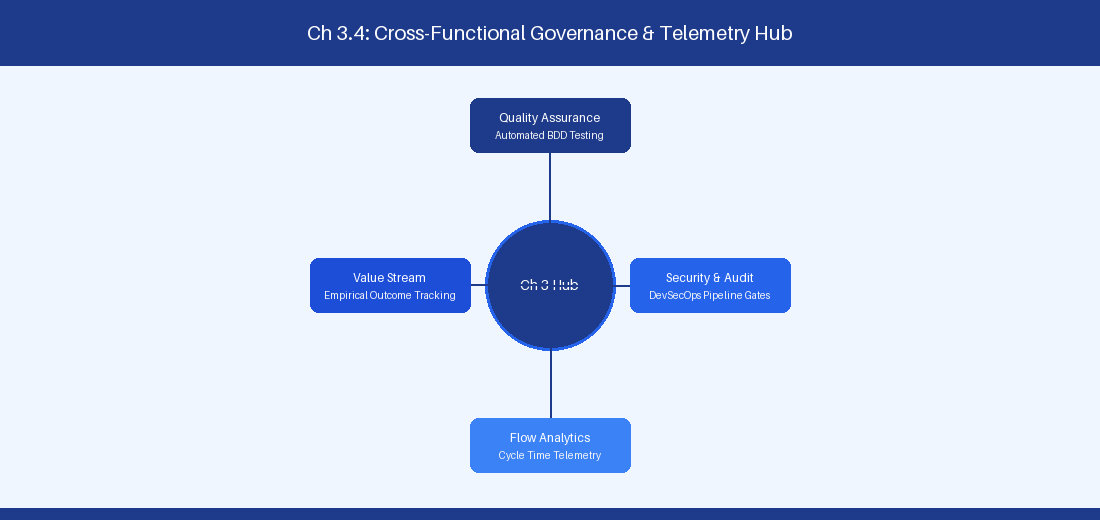 Ch 3.4: Cross-Functional Governance & Telemetry Hub
Quality Assurance
Automated BDD Testing
Value Stream
Empirical Outcome Tracking
Ch 3 Hub
Security & Audit
DevSecOps Pipeline Gates
Flow Analytics
Cycle Time Telemetry